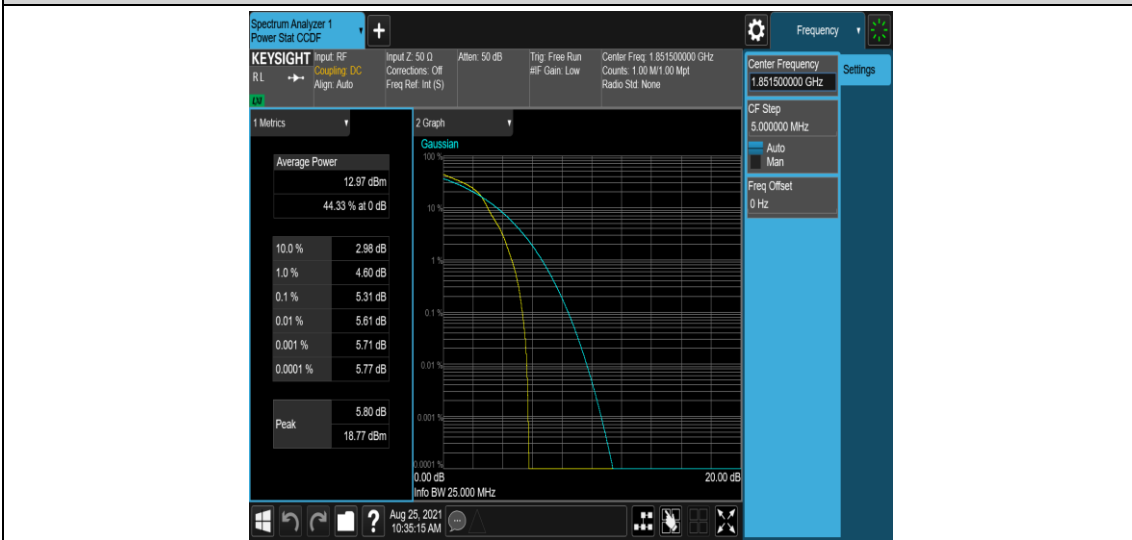 Spectrum Analyzer 1
Power Stat CCDF
+
Frequency
KEYSIGHT
RL
LXI
Input: RF
Coupling: DC
Align: Auto
Input Z: 50 Ω
Corrections: Off
Freq Ref: Int (S)
Atten: 50 dB
Trig: Free Run
#IF Gain: Low
Center Freq: 1.851500000 GHz
Counts: 1.00 M/1.00 Mpt
Radio Std: None
Center Frequency
1.851500000 GHz
Settings
CF Step
5.000000 MHz
Auto
Man
Freq Offset
0 Hz
1 Metrics
Average Power
12.97 dBm
44.33 % at 0 dB
10.0 % 2.98 dB
1.0 % 4.60 dB
0.1 % 5.31 dB
0.01 % 5.61 dB
0.001 % 5.71 dB
0.0001 % 5.77 dB
Peak
5.80 dB
18.77 dBm
2 Graph
Gaussian
100 %
10 %
1 %
0.1 %
0.01 %
0.001 %
0.0001 %
0.00 dB 20.00 dB
Info BW 25.000 MHz
?
Aug 25, 2021
10:35:15 AM